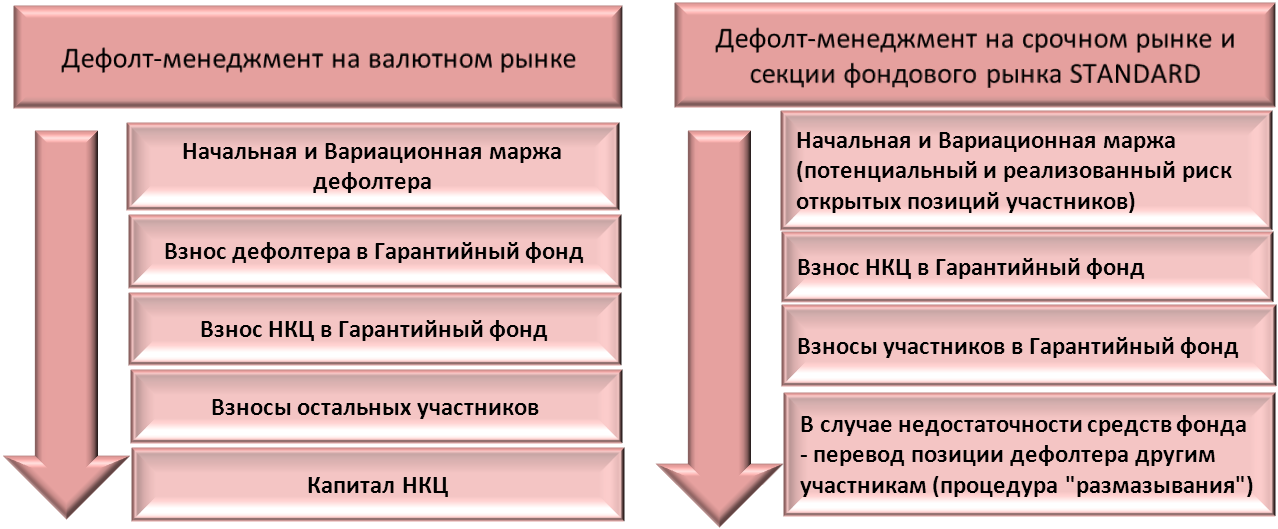 Дефолт-менеджмент на валютном рынке
Начальная и Вариационная маржа
дефолтера
Взнос дефолтера в Гарантийный фонд
Взнос НКЦ в Гарантийный фонд
Взносы остальных участников
Капитал НКЦ
Дефолт-менеджмент на срочном рынке и
секции фондового рынка STANDARD
Начальная и Вариационная маржа
(потенциальный и реализованный риск
открытых позиций участников)
Взнос НКЦ в Гарантийный фонд
Взносы участников в Гарантийный фонд
В случае недостаточности средств фонда
- перевод позиции дефолтера другим
участникам (процедура "размазывания")